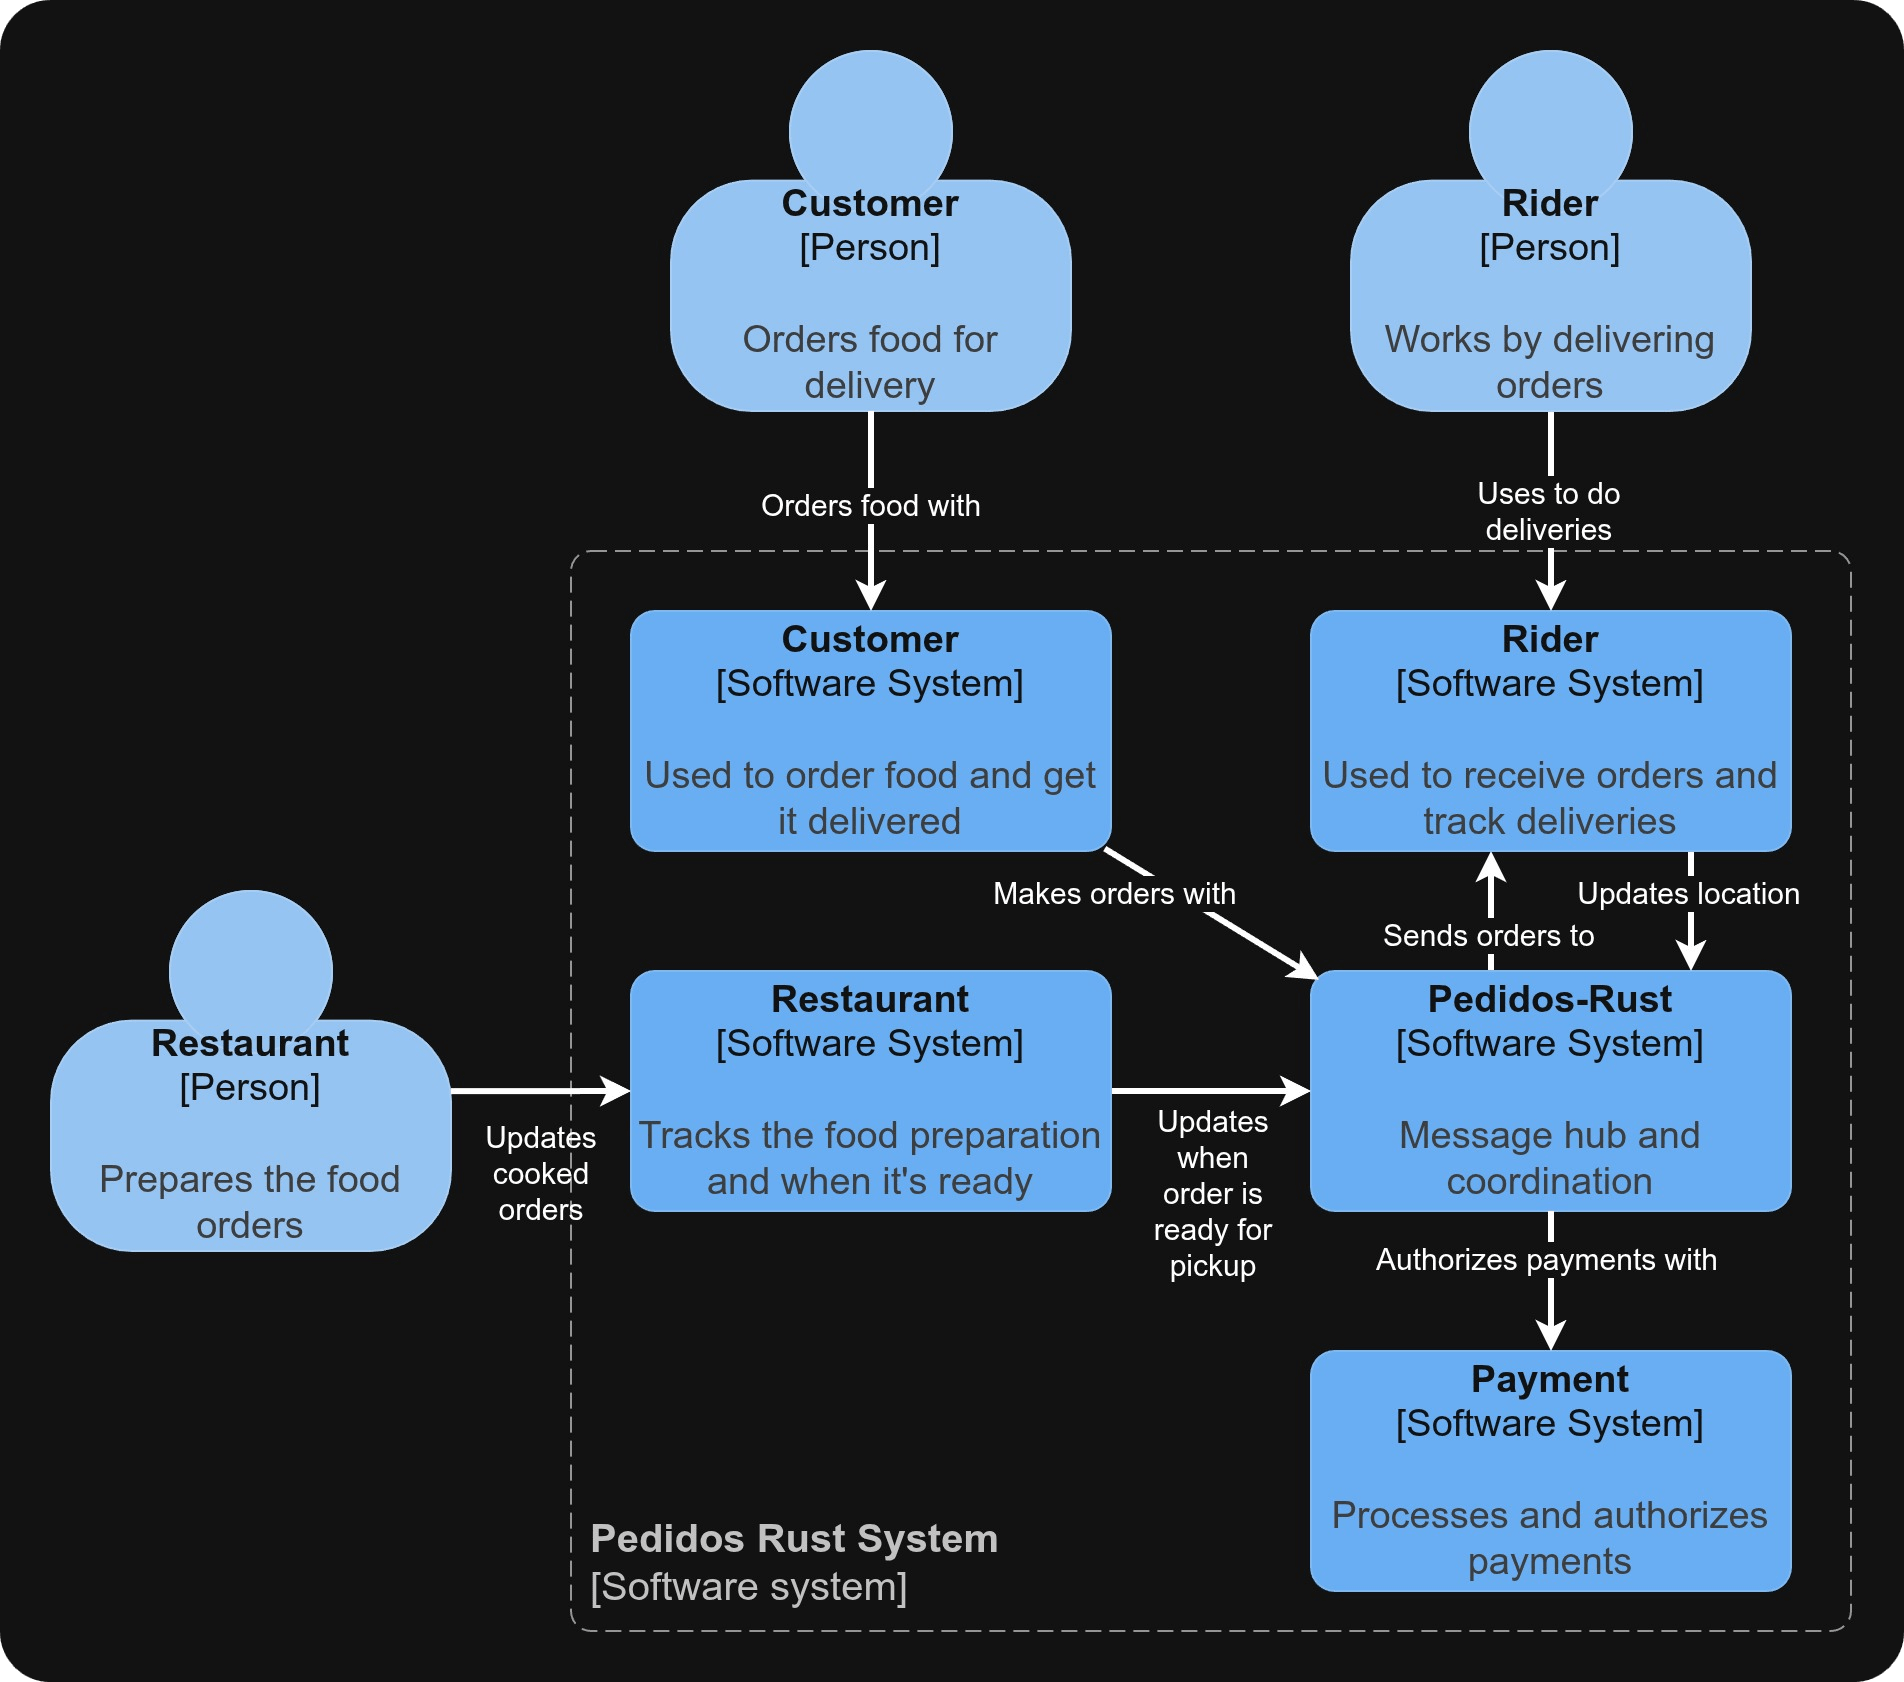 Customer
[Person]
Orders food for
delivery
Rider
[Person]
Works by delivering
orders
Orders food with
Uses to do
deliveries
Customer
[Software System]
Used to order food and get
it delivered
Rider
[Software System]
Used to receive orders and
track deliveries
Makes orders with
Updates location
Sends orders to
Restaurant
[Person]
Prepares the food
orders
Updates
cooked
orders
Restaurant
[Software System]
Tracks the food preparation
and when it's ready
Updates
when
order is
ready for
pickup
Pedidos-Rust
[Software System]
Message hub and
coordination
Authorizes payments with
Payment
[Software System]
Processes and authorizes
payments
Pedidos Rust System
[Software system]